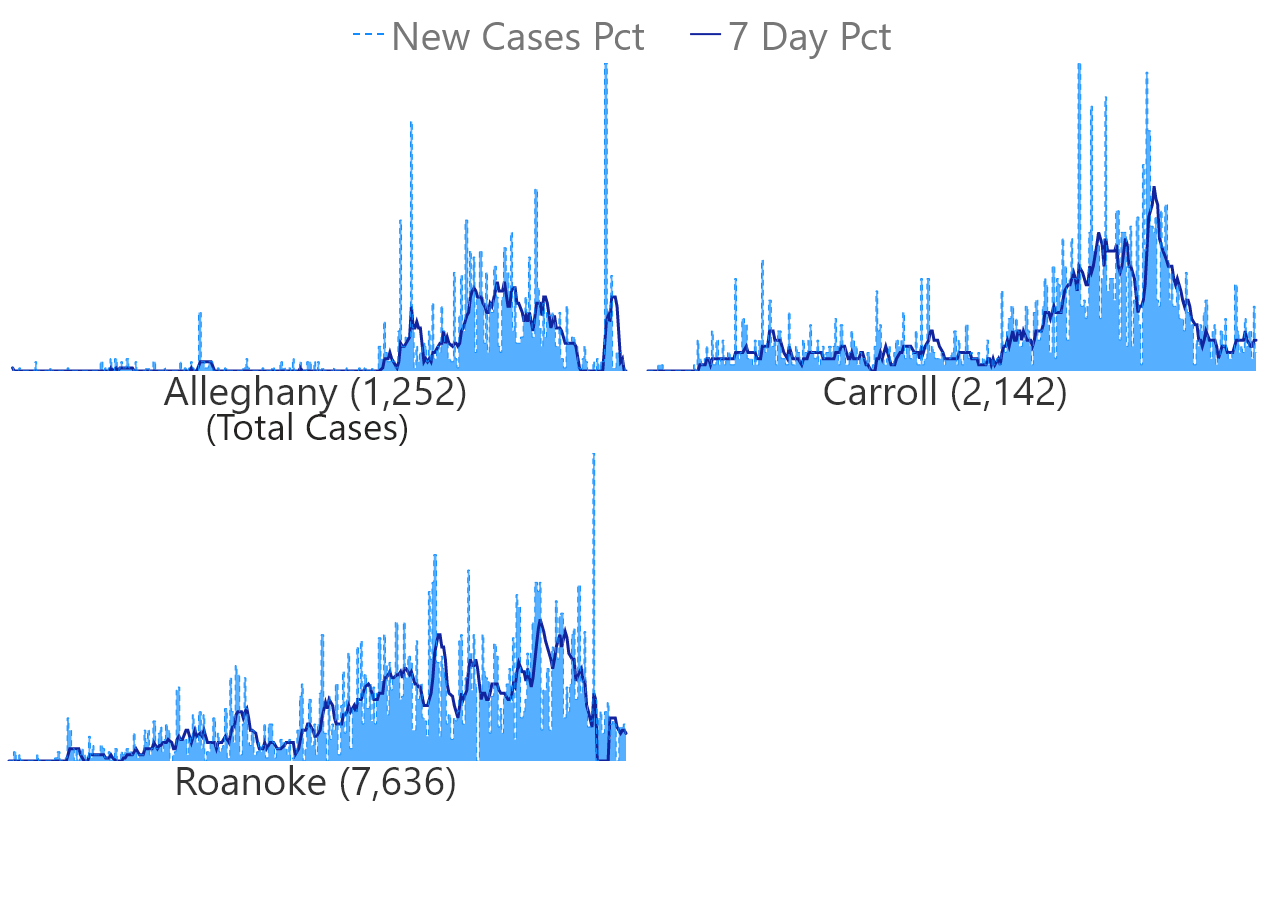 New Cases Pct 7 Day Pct
Alleghany (1,252) Carroll (2,142)
(Total Cases)
Roanoke (7,636)